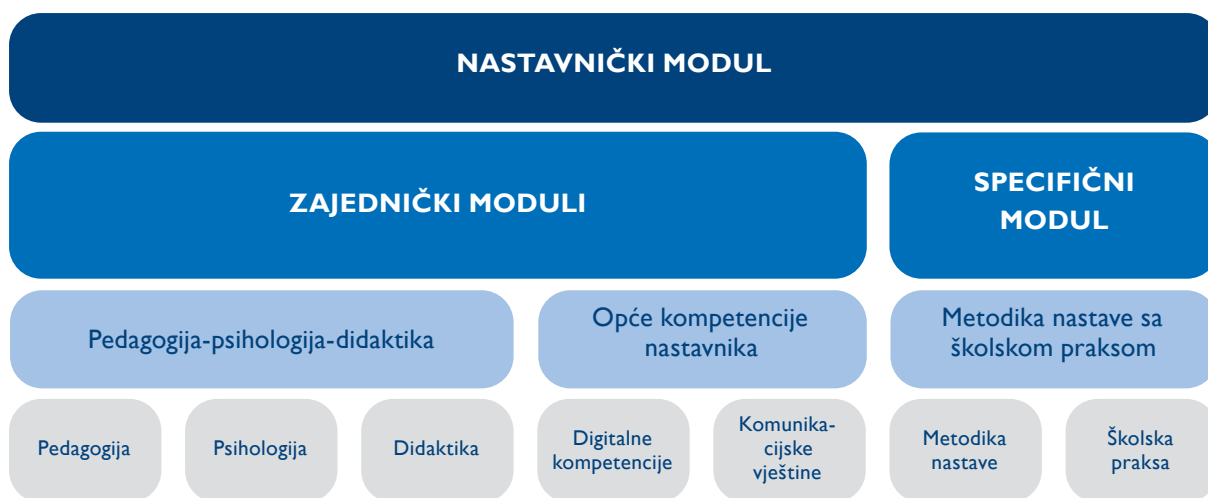 NASTAVNIČKI MODUL
ZAJEDNIČKI MODULI
SPECIFIČNI
MODUL
Pedagogija-psihologija-didaktika
Opće kompetencije
nastavnika
Metodika nastave sa
školskom praksom
Pedagogija
Psihologija
Didaktika
Digitalne
kompetencije
Komunika-
cijske
vještine
Metodika
nastave
Školska
praksa